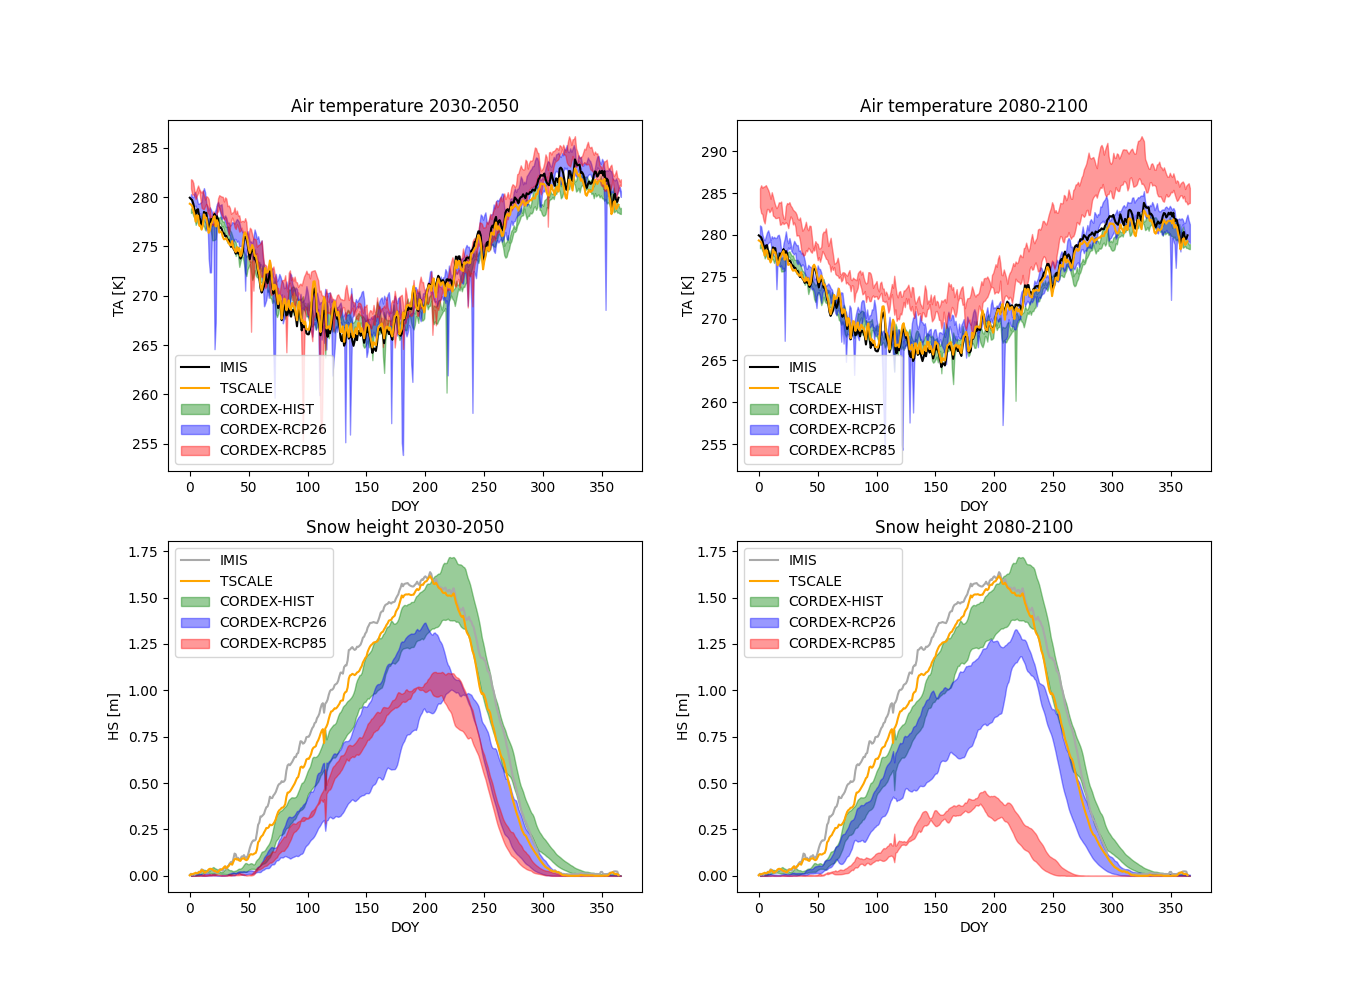 Air temperature 2030-2050
285
280
275
270
265
260
255
TA [K]
IMIS
TSCALE
CORDEX-HIST
CORDEX-RCP26
CORDEX-RCP85
0 50 100 150 200 250 300 350
DOY
Air temperature 2080-2100
290
285
280
275
270
265
260
255
TA [K]
IMIS
TSCALE
CORDEX-HIST
CORDEX-RCP26
CORDEX-RCP85
0 50 100 150 200 250 300 350
DOY
Snow height 2030-2050
1.75
1.50
1.25
1.00
0.75
0.50
0.25
0.00
HS [m]
IMIS
TSCALE
CORDEX-HIST
CORDEX-RCP26
CORDEX-RCP85
0 50 100 150 200 250 300 350
DOY
Snow height 2080-2100
1.75
1.50
1.25
1.00
0.75
0.50
0.25
0.00
HS [m]
IMIS
TSCALE
CORDEX-HIST
CORDEX-RCP26
CORDEX-RCP85
0 50 100 150 200 250 300 350
DOY